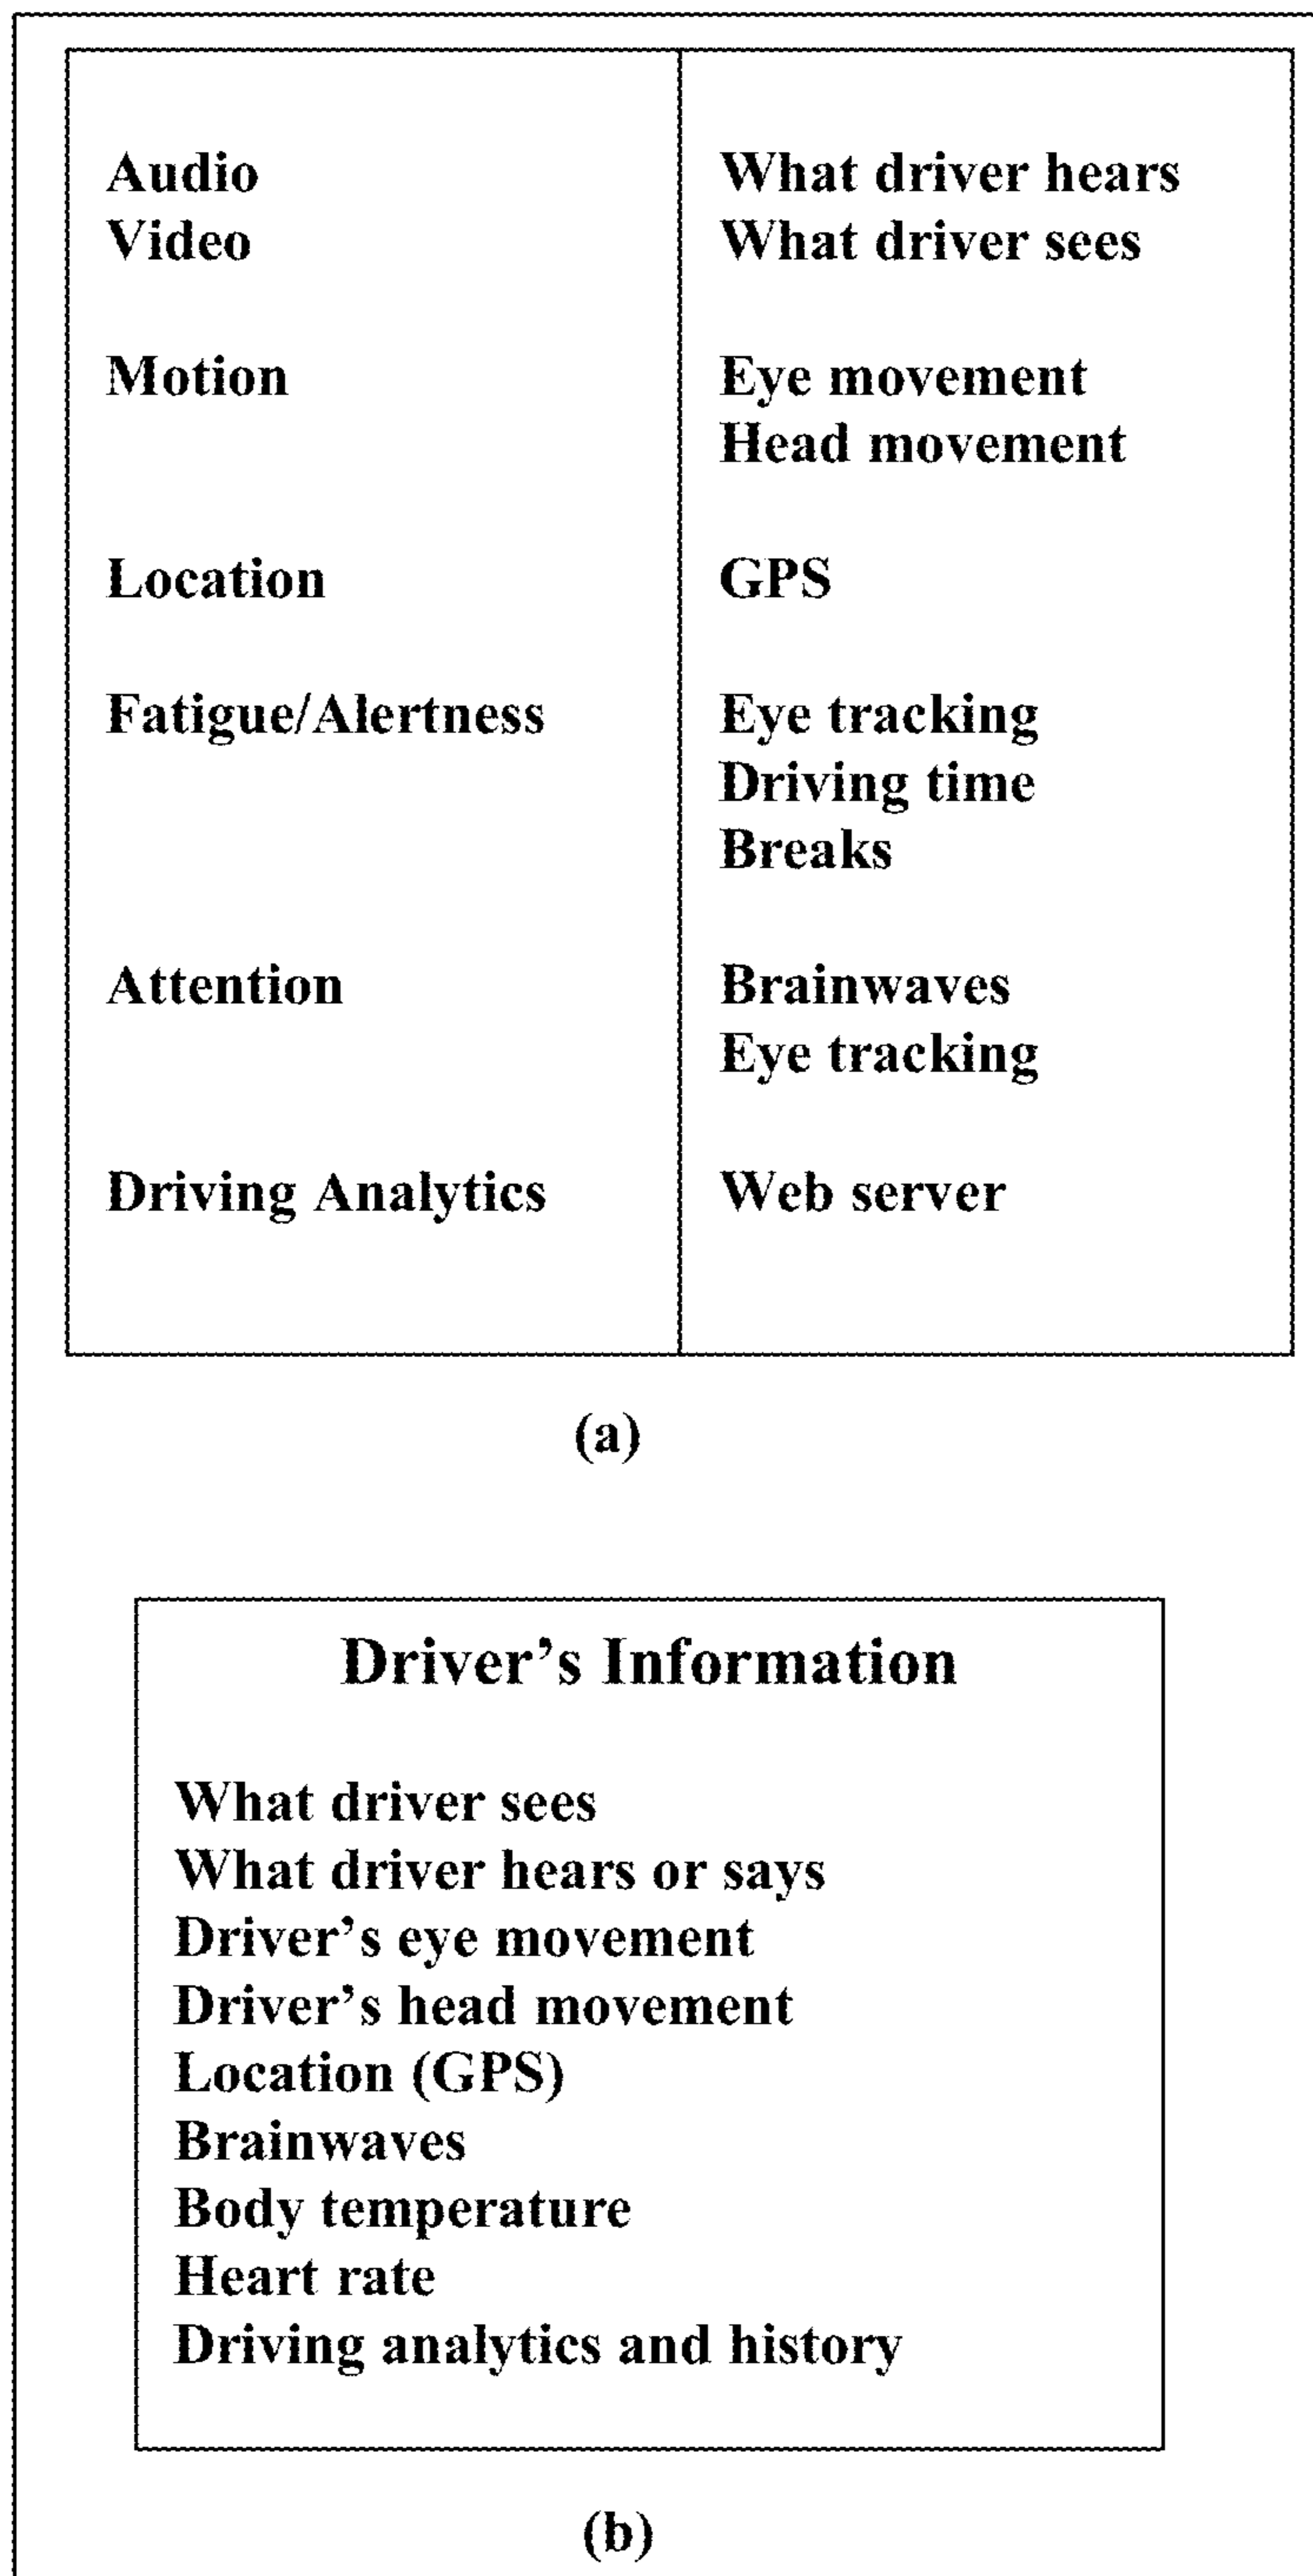 Audio What driver hears
Video What driver sees
Motion Eye movement
Head movement
Location GPS
Fatigue/Alertness Eye tracking
Driving time
Breaks
Attention Brainwaves
Eye tracking
Driving Analytics Web server
(a)
Driver’s Information
What driver sees
What driver hears or says
Driver’s eye movement
Driver’s head movement
Location (GPS)
Brainwaves
Body temperature
Heart rate
Driving analytics and history
(b)